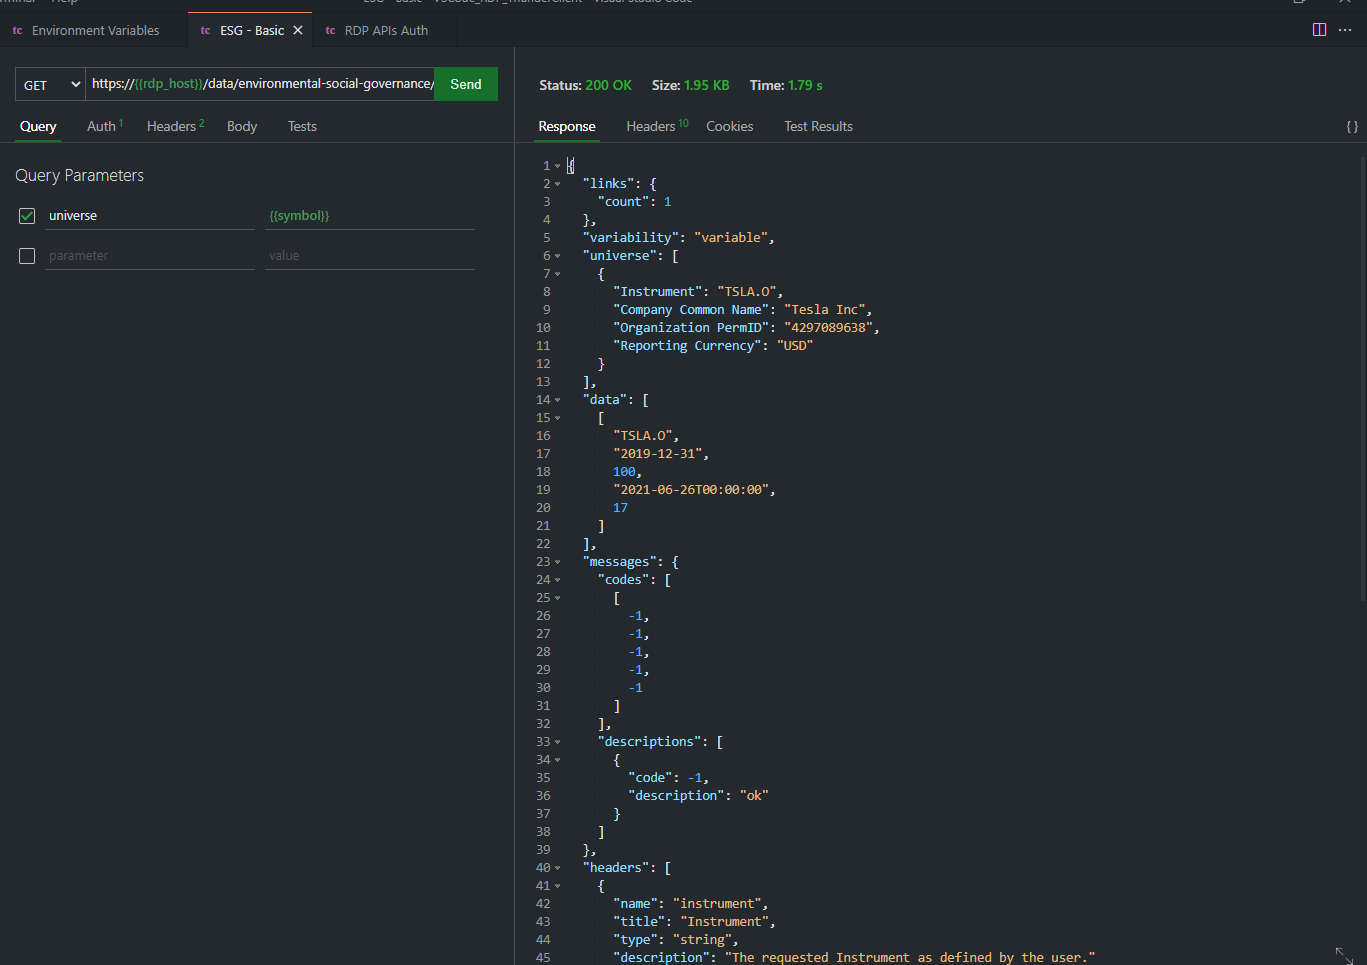 Help
ESG - Basic - VSCode_RDP_ThunderClient - Visual Studio Code
tc Environment Variables
tc ESG - Basic
tc RDP APIs Auth
GET
https://{{rdp_host}}/data/environmental-social-governance/
Send
Query
Auth 1
Headers 2
Body
Tests
Query Parameters
universe {{symbol}}
parameter value
Status: 200 OK Size: 1.95 KB Time: 1.79 s
Response
Headers 10
Cookies
Test Results
{ }
1 {
2 "links": {
3 "count": 1
4 },
5 "variability": "variable",
6 "universe": [
7 {
8 "Instrument": "TSLA.O",
9 "Company Common Name": "Tesla Inc",
10 "Organization PermID": "4297089638",
11 "Reporting Currency": "USD"
12 }
13 ],
14 "data": [
15 [
16 "TSLA.O",
17 "2019-12-31",
18 100,
19 "2021-06-26T00:00:00",
20 17
21 ]
22 ],
23 "messages": {
24 "codes": [
25 [
26 -1,
27 -1,
28 -1,
29 -1,
30 -1
31 ]
32 ],
33 "descriptions": [
34 {
35 "code": -1,
36 "description": "ok"
37 }
38 ]
39 },
40 "headers": [
41 {
42 "name": "instrument",
43 "title": "Instrument",
44 "type": "string",
45 "description": "The requested Instrument as defined by the user."